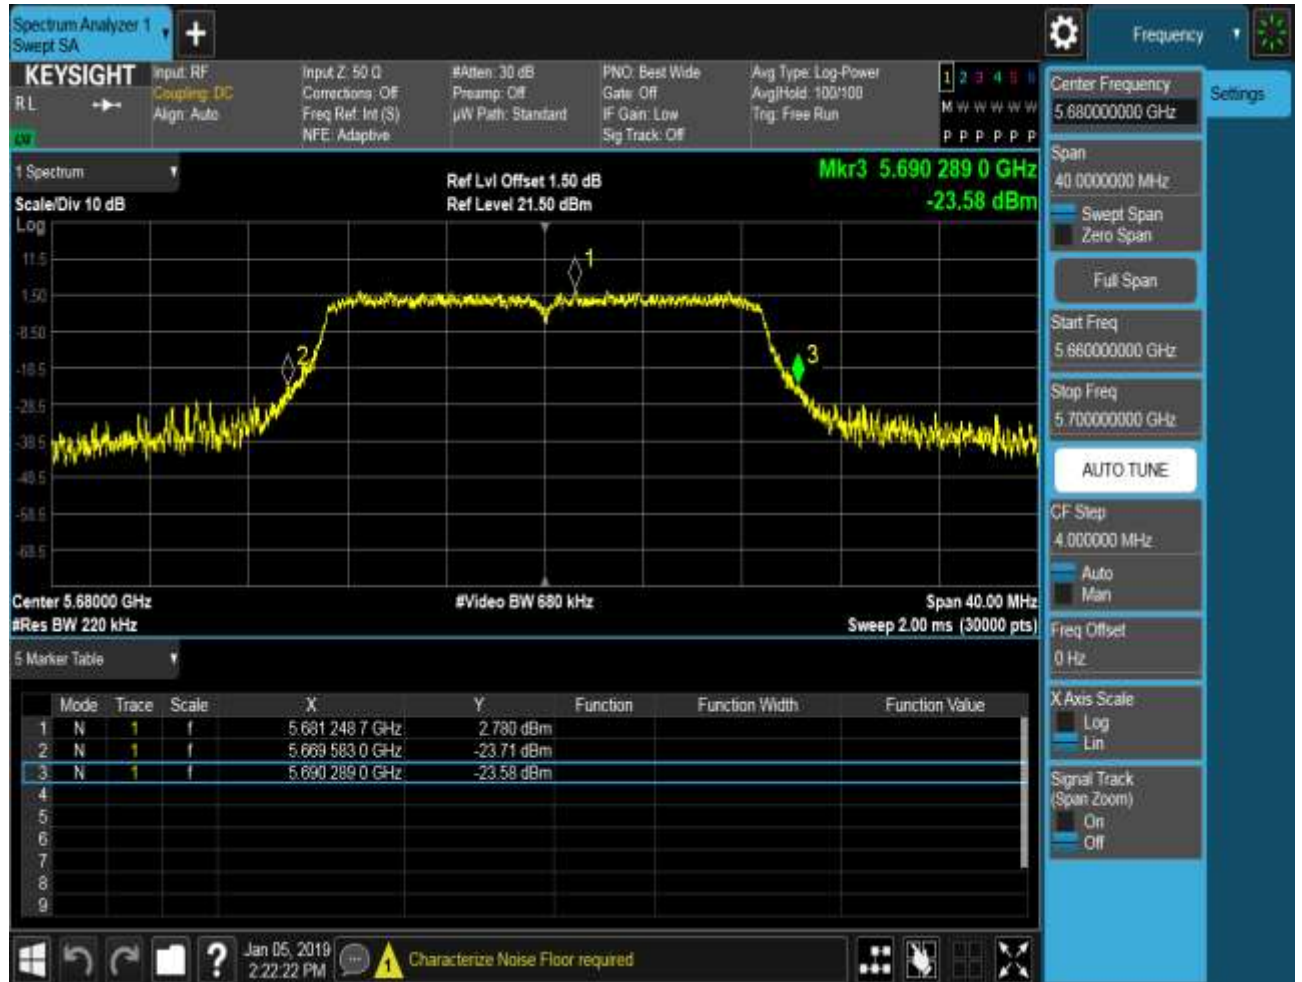 Spectrum Analyzer 1
Swept SA
Frequency
KEYSIGHT
Input: RF
Coupling: DC
Align: Auto
Input Z: 50 Ω
Corrections: Off
Freq Ref: Int (S)
NFE: Adaptive
#Atten: 30 dB
Preamp: Off
µW Path: Standard
PNO: Best Wide
Gate: Off
IF Gain: Low
Sig Track: Off
Avg Type: Log-Power
Avg|Hold: 100/100
Trig: Free Run
1 2 3 4 5 6
M W W W W W
P P P P P P
R L
1 Spectrum
Scale/Div 10 dB
Ref Lvl Offset 1.50 dB
Ref Level 21.50 dBm
Mkr3 5.690 289 0 GHz
-23.58 dBm
Log
11.5
1.50
-8.50
-18.5
-28.5
-38.5
-48.5
-58.5
-68.5
1
2
3
Center 5.68000 GHz
#Video BW 680 kHz
Span 40.00 MHz
#Res BW 220 kHz
Sweep 2.00 ms (30000 pts)
5 Marker Table
Mode Trace Scale X Y Function Function Width Function Value
1 N 1 f 5.681 248 7 GHz 2.780 dBm
2 N 1 f 5.669 583 0 GHz -23.71 dBm
3 N 1 f 5.690 289 0 GHz -23.58 dBm
4
5
6
7
8
9
Jan 05, 2019
2:22:22 PM
Characterize Noise Floor required
Center Frequency
5.680000000 GHz
Settings
Span
40.0000000 MHz
Swept Span
Zero Span
Full Span
Start Freq
5.660000000 GHz
Stop Freq
5.700000000 GHz
AUTO TUNE
CF Step
4.000000 MHz
Auto
Man
Freq Offset
0 Hz
X Axis Scale
Log
Lin
Signal Track
(Span Zoom)
On
Off